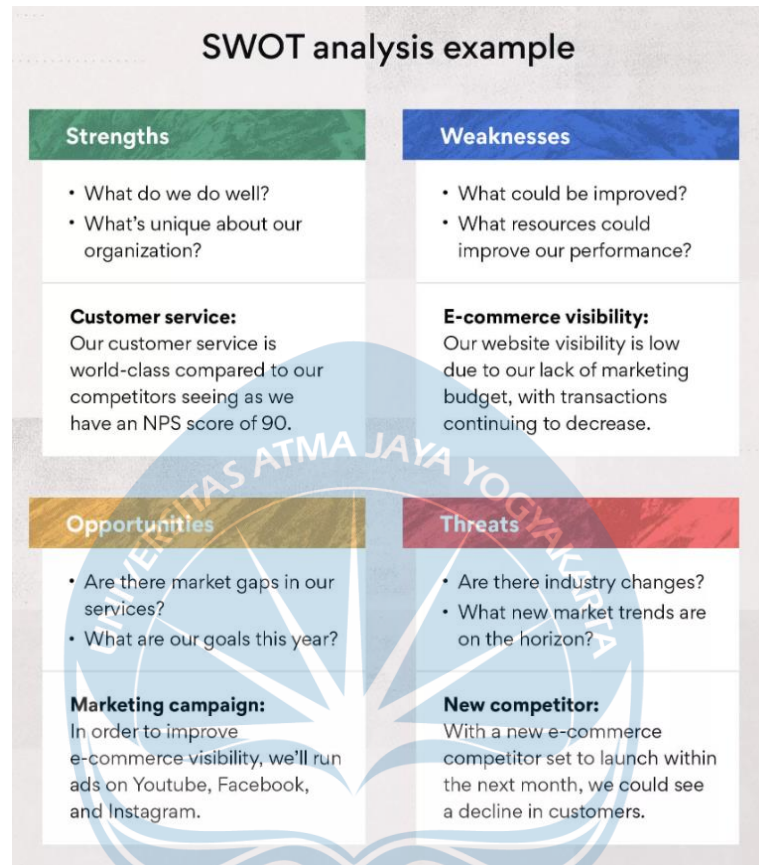 SWOT analysis example
Strengths
• What do we do well?
• What's unique about our
organization?
Customer service:
Our customer service is
world-class compared to our
competitors seeing as we
have an NPS score of 90.
Weaknesses
• What could be improved?
• What resources could
improve our performance?
E-commerce visibility:
Our website visibility is low
due to our lack of marketing
budget, with transactions
continuing to decrease.
Opportunities
• Are there market gaps in our
services?
• What are our goals this year?
Marketing campaign:
In order to improve
e-commerce visibility, we'll run
ads on Youtube, Facebook,
and Instagram.
Threats
• Are there industry changes?
• What new market trends are
on the horizon?
New competitor:
With a new e-commerce
competitor set to launch within
the next month, we could see
a decline in customers.
UNIVERSITAS ATMA JAYA YOGYAKARTA